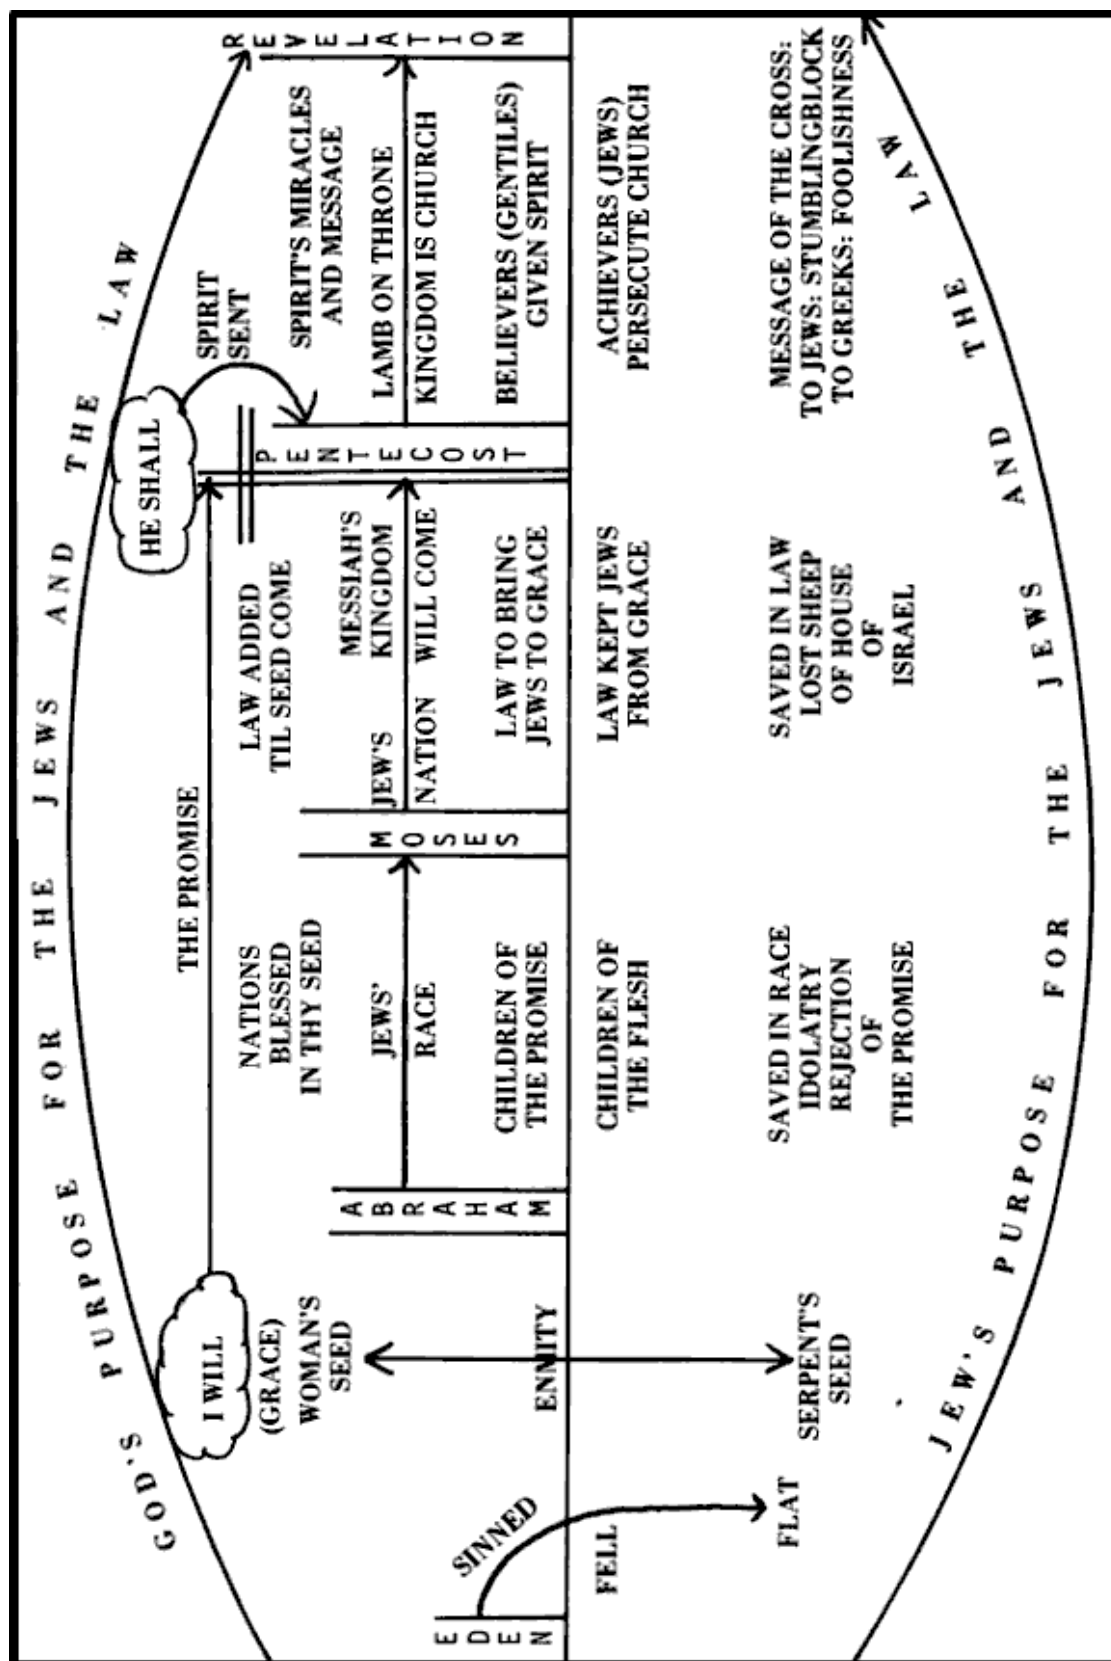 GOD'S PURPOSE FOR THE JEWS AND THE LAW
EDEN
SINNED
FELL
FLAT
I WILL
(GRACE)
WOMAN'S
SEED
ENMITY
SERPENT'S
SEED
THE PROMISE
ABRAHAM
NATIONS
BLESSED
IN THY SEED
JEWS'
RACE
CHILDREN OF
THE PROMISE
CHILDREN OF
THE FLESH
SAVED IN RACE
IDOLATRY
REJECTION
OF
THE PROMISE
MOSES
LAW ADDED
TIL SEED COME
JEW'S MESSIAH'S
KINGDOM
NATION WILL COME
LAW TO BRING
JEWS TO GRACE
LAW KEPT JEWS
FROM GRACE
SAVED IN LAW
LOST SHEEP
OF HOUSE
OF
ISRAEL
HE SHALL
PENTECOST
SPIRIT
SENT
SPIRIT'S MIRACLES
AND MESSAGE
LAMB ON THRONE
KINGDOM IS CHURCH
BELIEVERS (GENTILES)
GIVEN SPIRIT
ACHIEVERS (JEWS)
PERSECUTE CHURCH
MESSAGE OF THE CROSS:
TO JEWS: STUMBLINGBLOCK
TO GREEKS: FOOLISHNESS
REVELATION
JEW'S PURPOSE FOR THE JEWS AND THE LAW